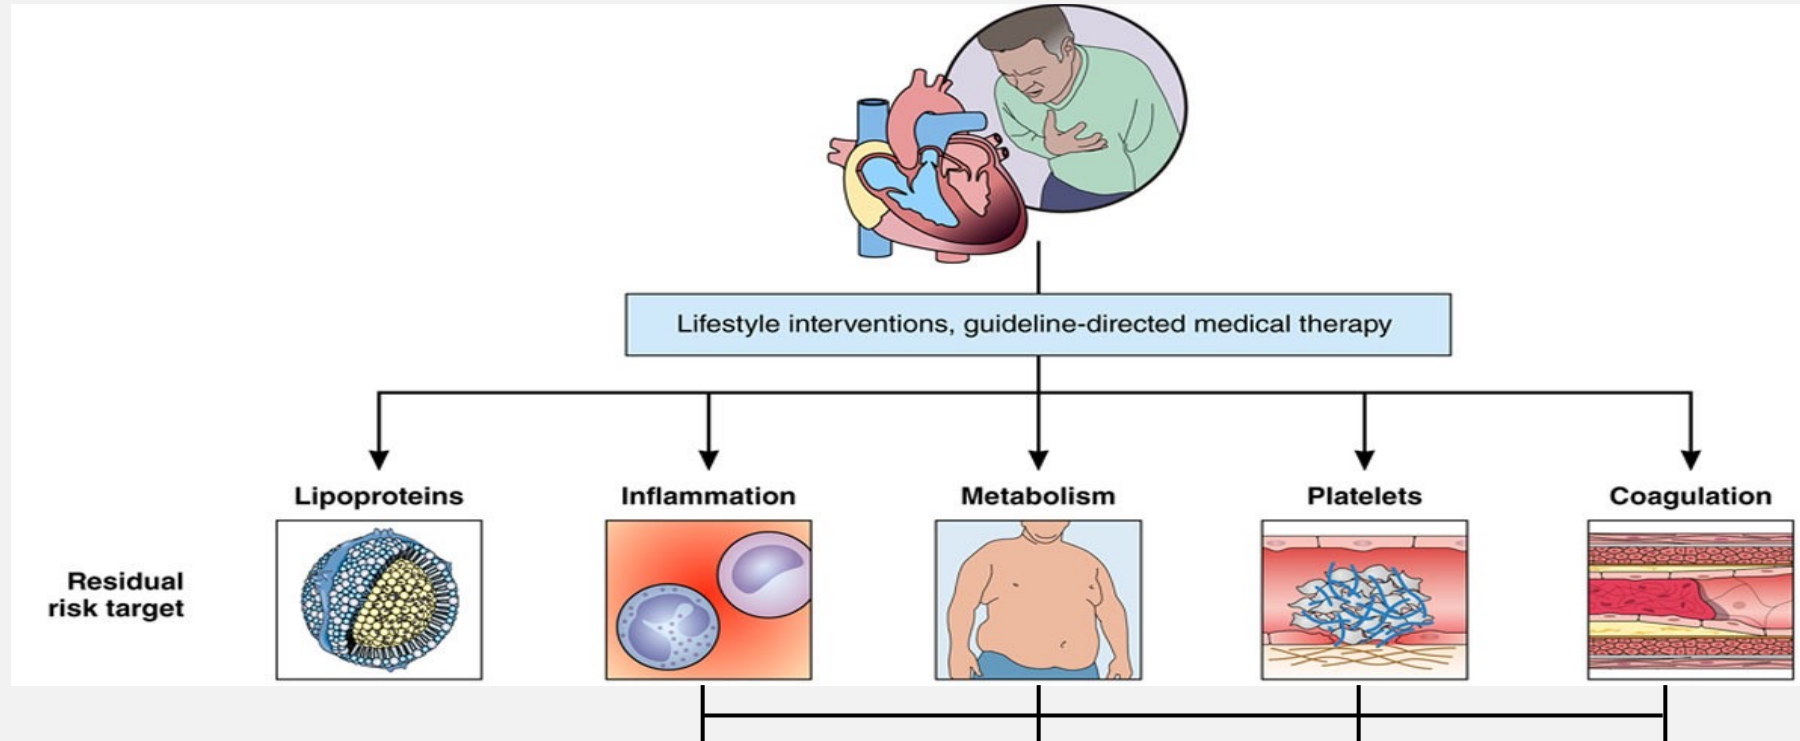 Lifestyle interventions, guideline-directed medical therapy
Lipoproteins
Inflammation
Metabolism
Platelets
Coagulation
Residual
risk target